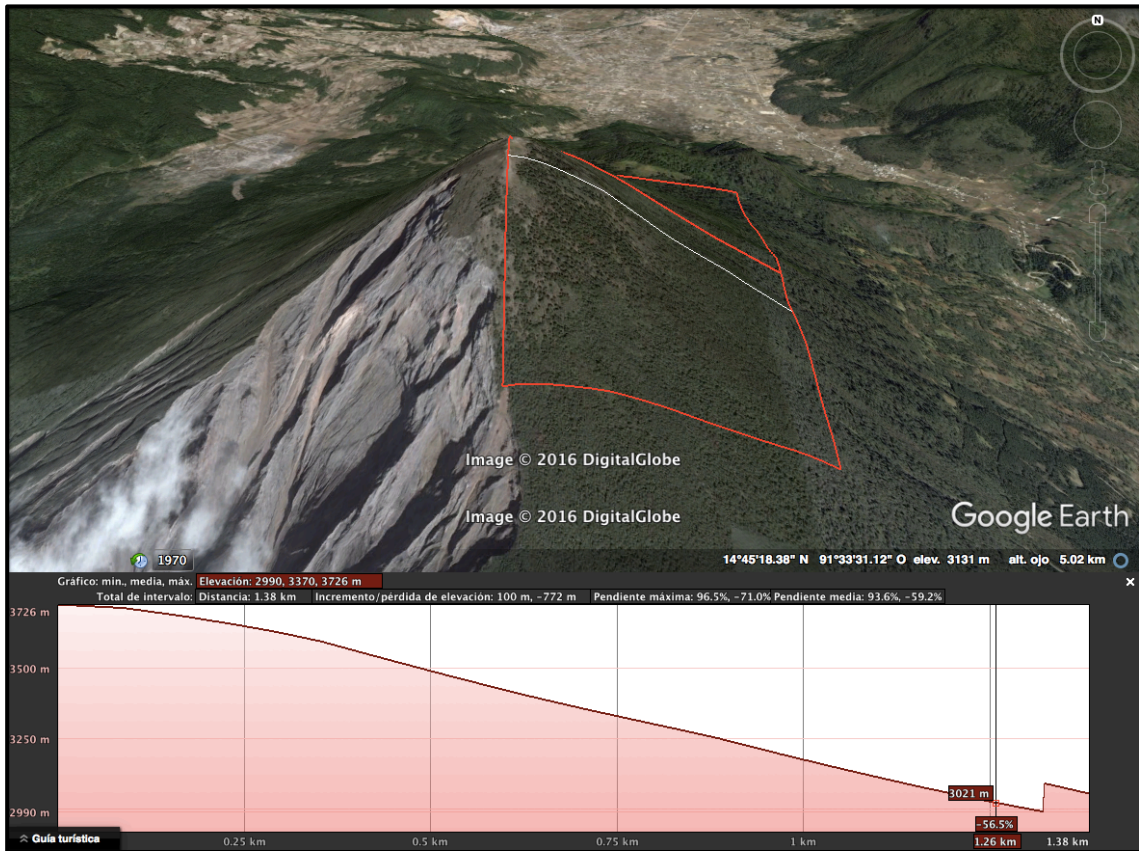 N
Image © 2016 DigitalGlobe
Image © 2016 DigitalGlobe
Google Earth
1970
14°45'18.38" N 91°33'31.12" O elev. 3131 m alt. ojo 5.02 km
Gráfico: min., media, máx. Elevación: 2990, 3370, 3726 m
Total de intervalo: Distancia: 1.38 km Incremento/pérdida de elevación: 100 m, -772 m Pendiente máxima: 96.5%, -71.0% Pendiente media: 93.6%, -59.2%
3726 m
3500 m
3250 m
3021 m
2990 m
-56.5%
Guía turística
0.25 km 0.5 km 0.75 km 1 km 1.26 km 1.38 km